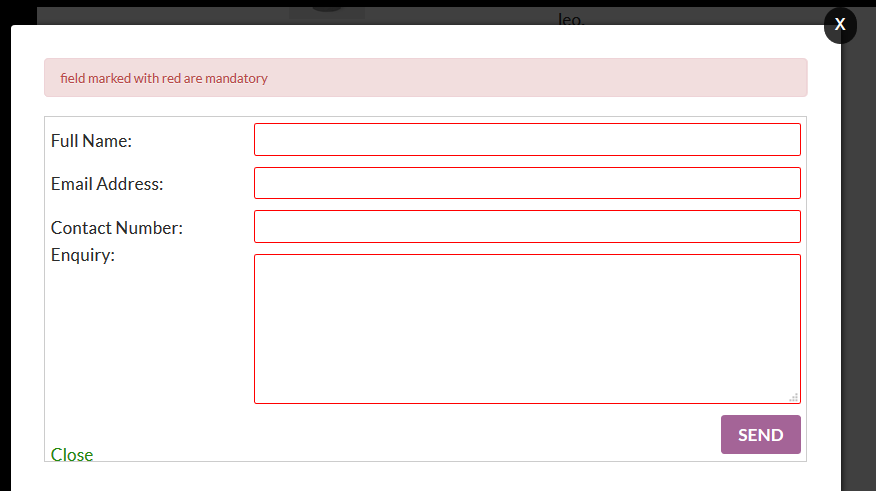 leo.
X
field marked with red are mandatory
Full Name:
Email Address:
Contact Number:
Enquiry:
SEND
Close